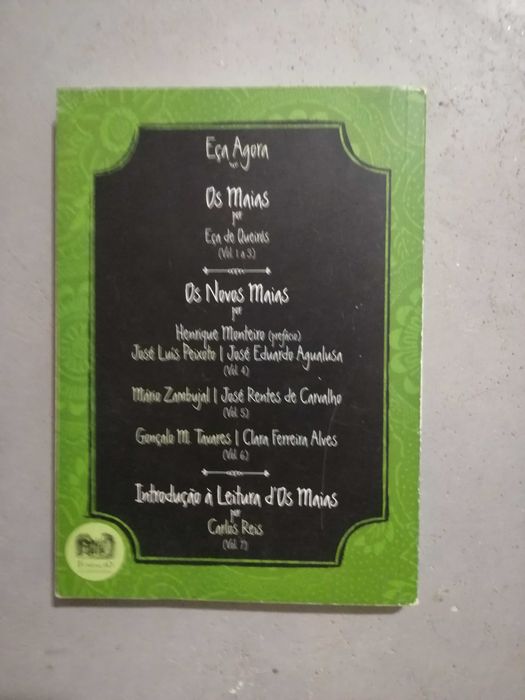 Eça Agora
Os Maias
por
Eça de Queirós
(Vol. 1 a 3)
Os Novos Maias
por
Henrique Monteiro (prefácio)
José Luís Peixoto | José Eduardo Agualusa
(Vol. 4)
Mário Zambujal | José Rentes de Carvalho
(Vol. 5)
Gonçalo M. Tavares | Clara Ferreira Alves
(Vol. 6)
Introdução à Leitura d'Os Maias
por
Carlos Reis
(Vol. 7)